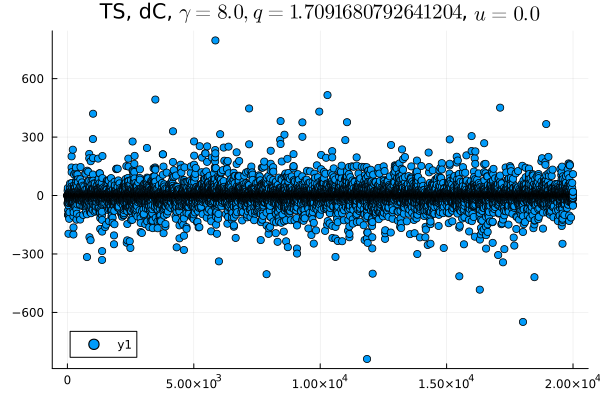 TS, dC, γ = 8.0, q = 1.7091680792641204, u = 0.0
600
300
0
−300
−600
y1
0 5.00×10³ 1.00×10⁴ 1.50×10⁴ 2.00×10⁴